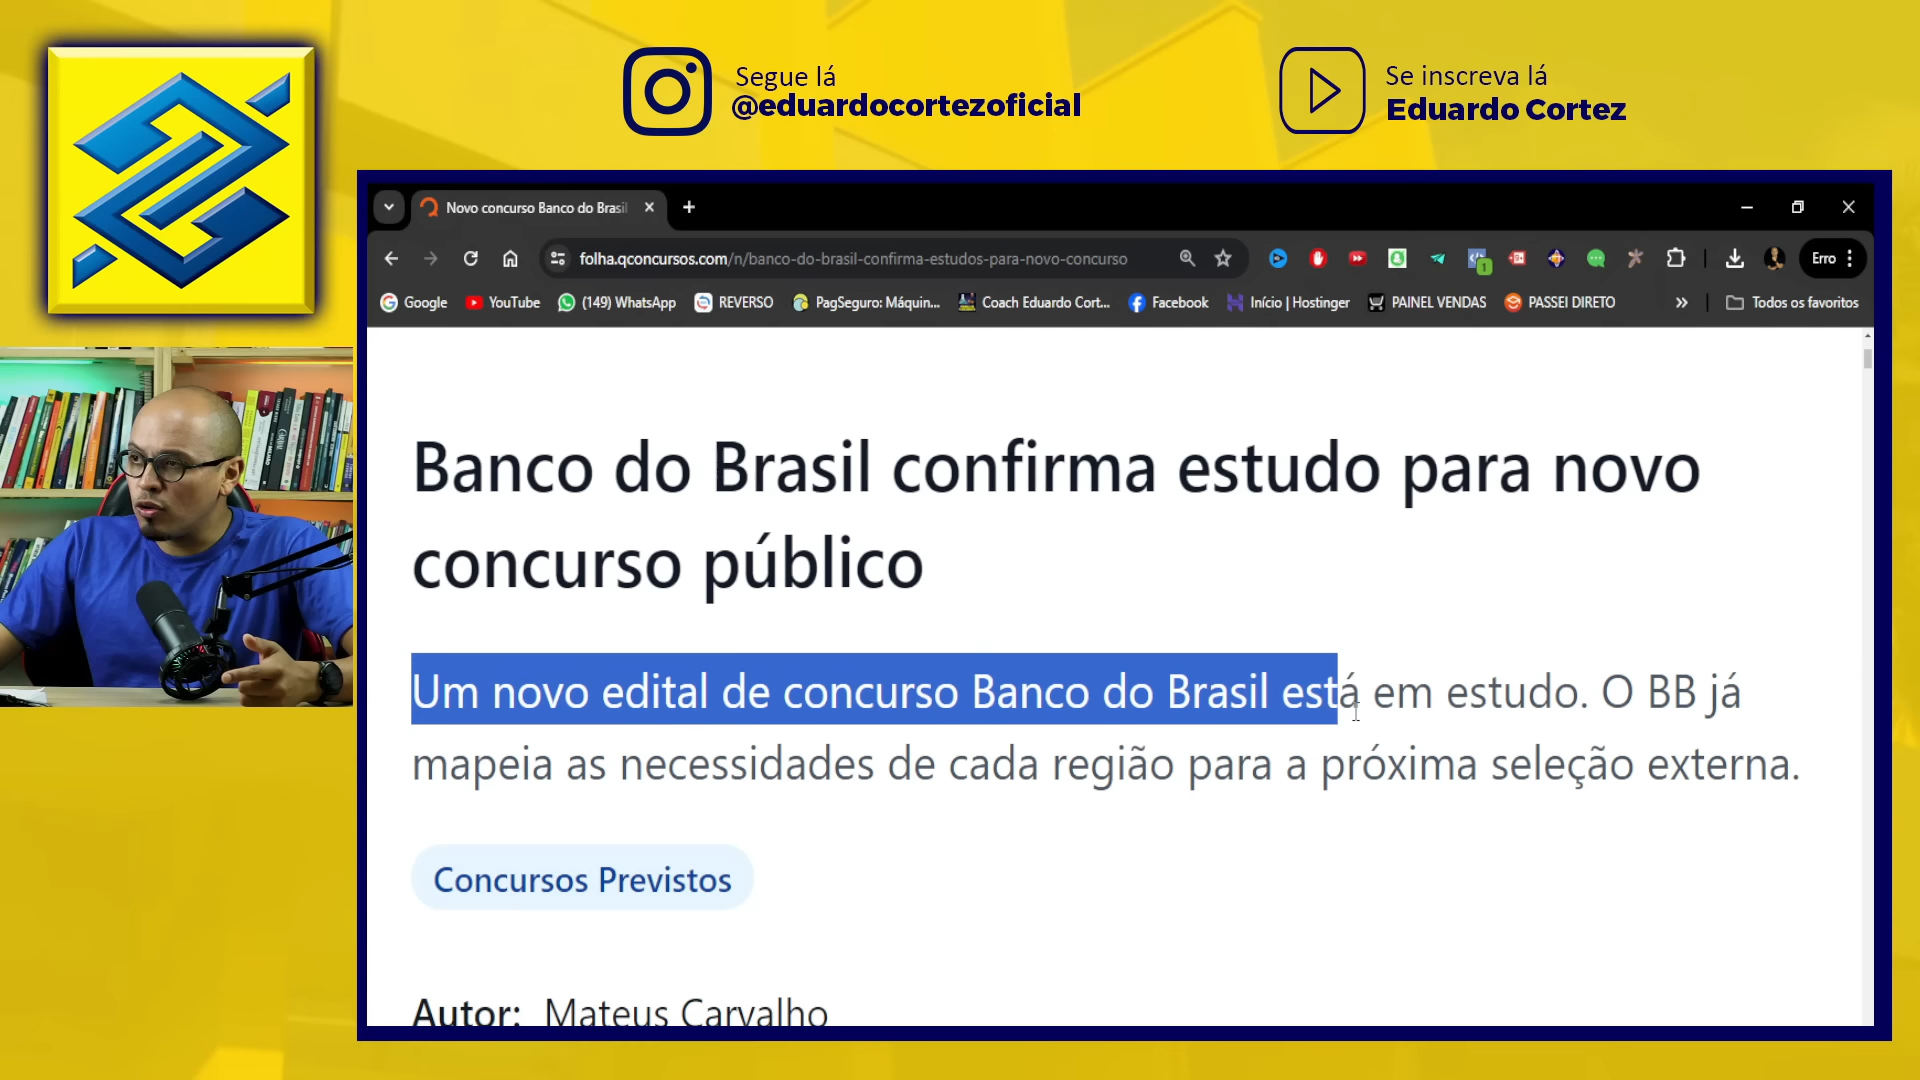 Segue lá
@eduardocortezoficial
Se inscreva lá
Eduardo Cortez
Novo concurso Banco do Brasil
folha.qconcursos.com/n/banco-do-brasil-confirma-estudos-para-novo-concurso
1
Erro
Google
YouTube
(149) WhatsApp
REVERSO
PagSeguro: Máquin...
Coach Eduardo Cort...
Facebook
Início | Hostinger
PAINEL VENDAS
PASSEI DIRETO
»
Todos os favoritos
Banco do Brasil confirma estudo para novo
concurso público
Um novo edital de concurso Banco do Brasil está em estudo. O BB já
mapeia as necessidades de cada região para a próxima seleção externa.
Concursos Previstos
Autor: Mateus Carvalho